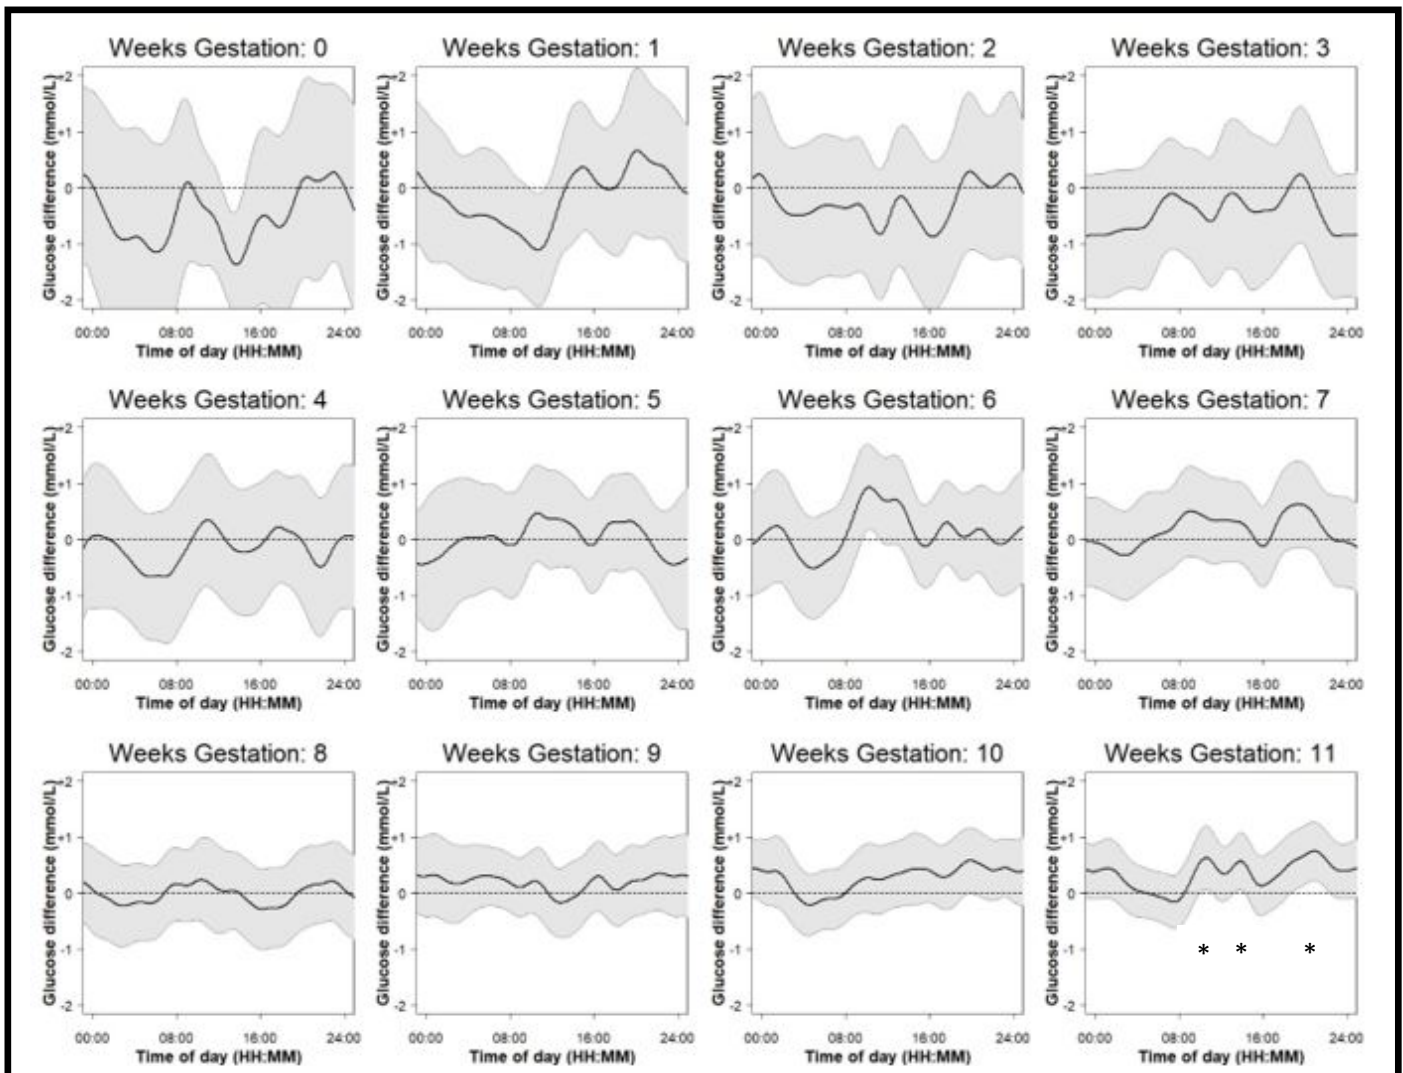 Weeks Gestation: 0
Glucose difference (mmol/L)
+2
+1
0
-1
-2
00:00 08:00 16:00 24:00
Time of day (HH:MM)
Weeks Gestation: 1
Glucose difference (mmol/L)
+2
+1
0
-1
-2
00:00 08:00 16:00 24:00
Time of day (HH:MM)
Weeks Gestation: 2
Glucose difference (mmol/L)
+2
+1
0
-1
-2
00:00 08:00 16:00 24:00
Time of day (HH:MM)
Weeks Gestation: 3
Glucose difference (mmol/L)
+2
+1
0
-1
-2
00:00 08:00 16:00 24:00
Time of day (HH:MM)
Weeks Gestation: 4
Glucose difference (mmol/L)
+2
+1
0
-1
-2
00:00 08:00 16:00 24:00
Time of day (HH:MM)
Weeks Gestation: 5
Glucose difference (mmol/L)
+2
+1
0
-1
-2
00:00 08:00 16:00 24:00
Time of day (HH:MM)
Weeks Gestation: 6
Glucose difference (mmol/L)
+2
+1
0
-1
-2
00:00 08:00 16:00 24:00
Time of day (HH:MM)
Weeks Gestation: 7
Glucose difference (mmol/L)
+2
+1
0
-1
-2
00:00 08:00 16:00 24:00
Time of day (HH:MM)
Weeks Gestation: 8
Glucose difference (mmol/L)
+2
+1
0
-1
-2
00:00 08:00 16:00 24:00
Time of day (HH:MM)
Weeks Gestation: 9
Glucose difference (mmol/L)
+2
+1
0
-1
-2
00:00 08:00 16:00 24:00
Time of day (HH:MM)
Weeks Gestation: 10
Glucose difference (mmol/L)
+2
+1
0
-1
-2
00:00 08:00 16:00 24:00
Time of day (HH:MM)
Weeks Gestation: 11
Glucose difference (mmol/L)
+2
+1
0
-1
* * *
-2
00:00 08:00 16:00 24:00
Time of day (HH:MM)